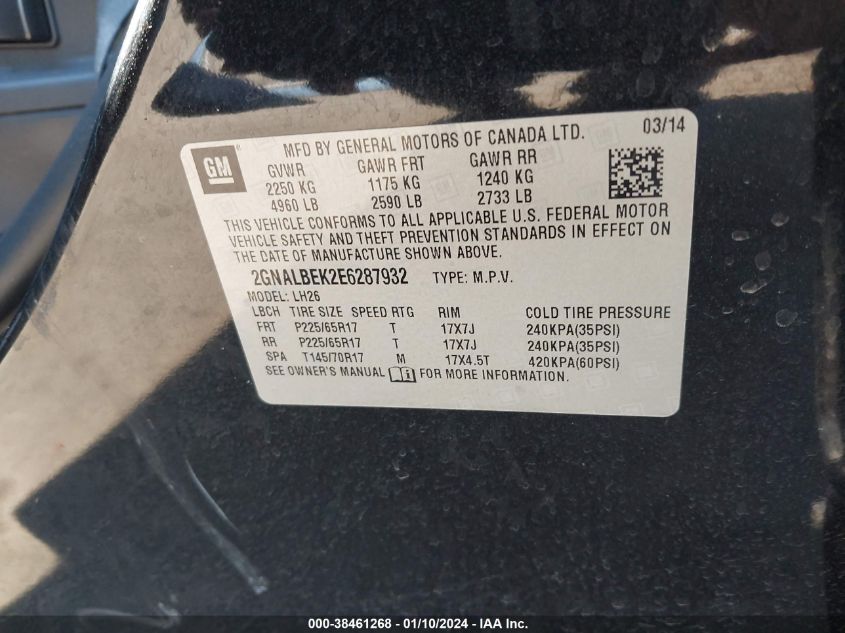 GM
MFD BY GENERAL MOTORS OF CANADA LTD. 03/14
GVWR GAWR FRT GAWR RR
2250 KG 1175 KG 1240 KG
4960 LB 2590 LB 2733 LB
THIS VEHICLE CONFORMS TO ALL APPLICABLE U.S. FEDERAL MOTOR
VEHICLE SAFETY AND THEFT PREVENTION STANDARDS IN EFFECT ON
THE DATE OF MANUFACTURE SHOWN ABOVE.
2GNALBEK2E6287932 TYPE: M.P.V.
MODEL: LH26
LBCH TIRE SIZE SPEED RTG RIM COLD TIRE PRESSURE
FRT P225/65R17 T 17X7J 240KPA(35PSI)
RR P225/65R17 T 17X7J 240KPA(35PSI)
SPA T145/70R17 M 17X4.5T 420KPA(60PSI)
SEE OWNER'S MANUAL FOR MORE INFORMATION.
000-38461268 - 01/10/2024 - IAA Inc.